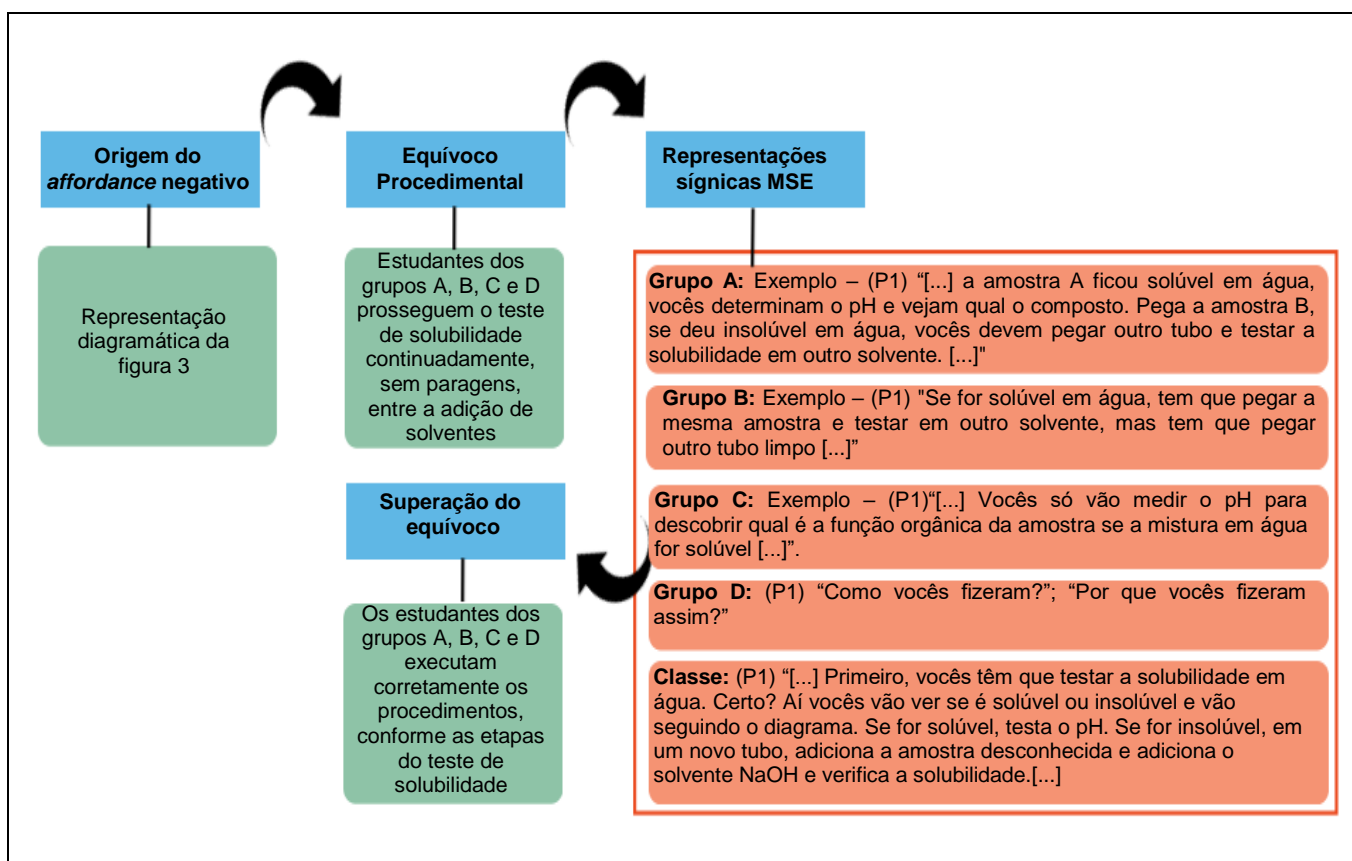 Origem do
affordance negativo
Equívoco
Procedimental
Representações
sígnicas MSE
Representação
diagramática da
figura 3
Estudantes dos
grupos A, B, C e D
prosseguem o teste
de solubilidade
continuadamente,
sem paragens,
entre a adição de
solventes
Grupo A: Exemplo – (P1) “[...] a amostra A ficou solúvel em água,
vocês determinam o pH e vejam qual o composto. Pega a amostra B,
se deu insolúvel em água, vocês devem pegar outro tubo e testar a
solubilidade em outro solvente. [...]"
Grupo B: Exemplo – (P1) "Se for solúvel em água, tem que pegar a
mesma amostra e testar em outro solvente, mas tem que pegar
outro tubo limpo [...]”
Grupo C: Exemplo – (P1)“[...] Vocês só vão medir o pH para
descobrir qual é a função orgânica da amostra se a mistura em água
for solúvel [...]”.
Grupo D: (P1) “Como vocês fizeram?”; “Por que vocês fizeram
assim?”
Classe: (P1) “[...] Primeiro, vocês têm que testar a solubilidade em
água. Certo? Aí vocês vão ver se é solúvel ou insolúvel e vão
seguindo o diagrama. Se for solúvel, testa o pH. Se for insolúvel, em
um novo tubo, adiciona a amostra desconhecida e adiciona o
solvente NaOH e verifica a solubilidade.[...]
Superação do
equívoco
Os estudantes dos
grupos A, B, C e D
executam
corretamente os
procedimentos,
conforme as etapas
do teste de
solubilidade